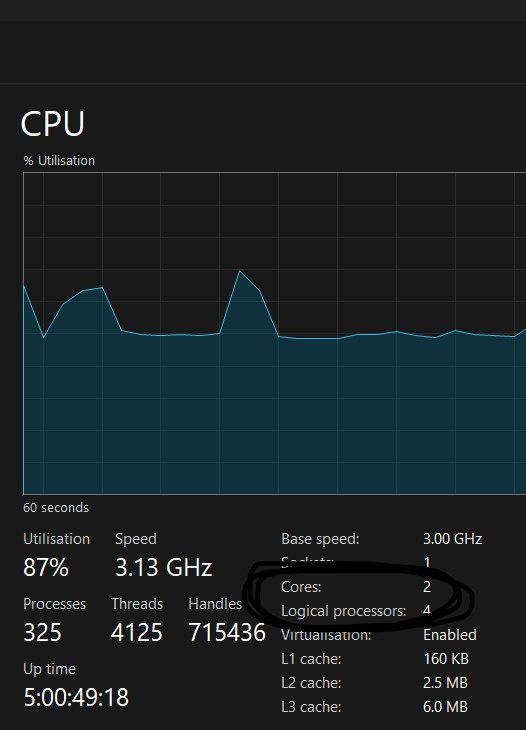 CPU
% Utilisation
60 seconds
Utilisation Speed
87% 3.13 GHz
Processes Threads Handles
325 4125 715436
Up time
5:00:49:18
Base speed: 3.00 GHz
Sockets: 1
Cores: 2
Logical processors: 4
Virtualisation: Enabled
L1 cache: 160 KB
L2 cache: 2.5 MB
L3 cache: 6.0 MB